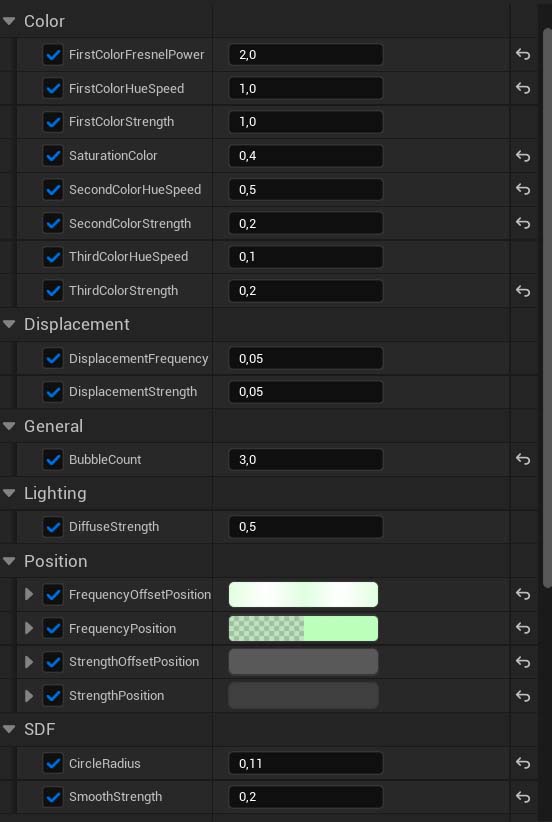 Color
FirstColorFresnelPower 2,0
FirstColorHueSpeed 1,0
FirstColorStrength 1,0
SaturationColor 0,4
SecondColorHueSpeed 0,5
SecondColorStrength 0,2
ThirdColorHueSpeed 0,1
ThirdColorStrength 0,2
Displacement
DisplacementFrequency 0,05
DisplacementStrength 0,05
General
BubbleCount 3,0
Lighting
DiffuseStrength 0,5
Position
FrequencyOffsetPosition
FrequencyPosition
StrengthOffsetPosition
StrengthPosition
SDF
CircleRadius 0,11
SmoothStrength 0,2